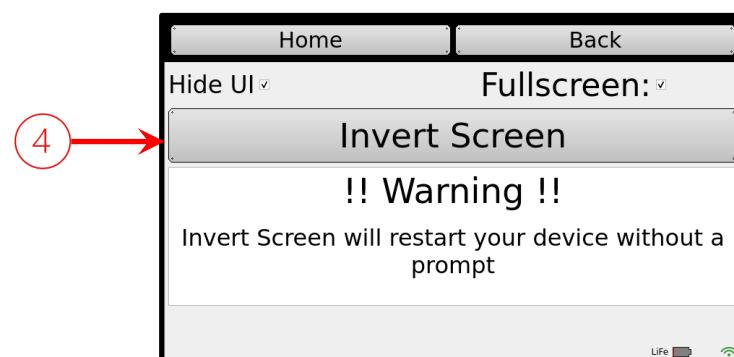 Home Back
Hide UI Fullscreen:
4 Invert Screen
!! Warning !!
Invert Screen will restart your device without a
prompt
LiFe